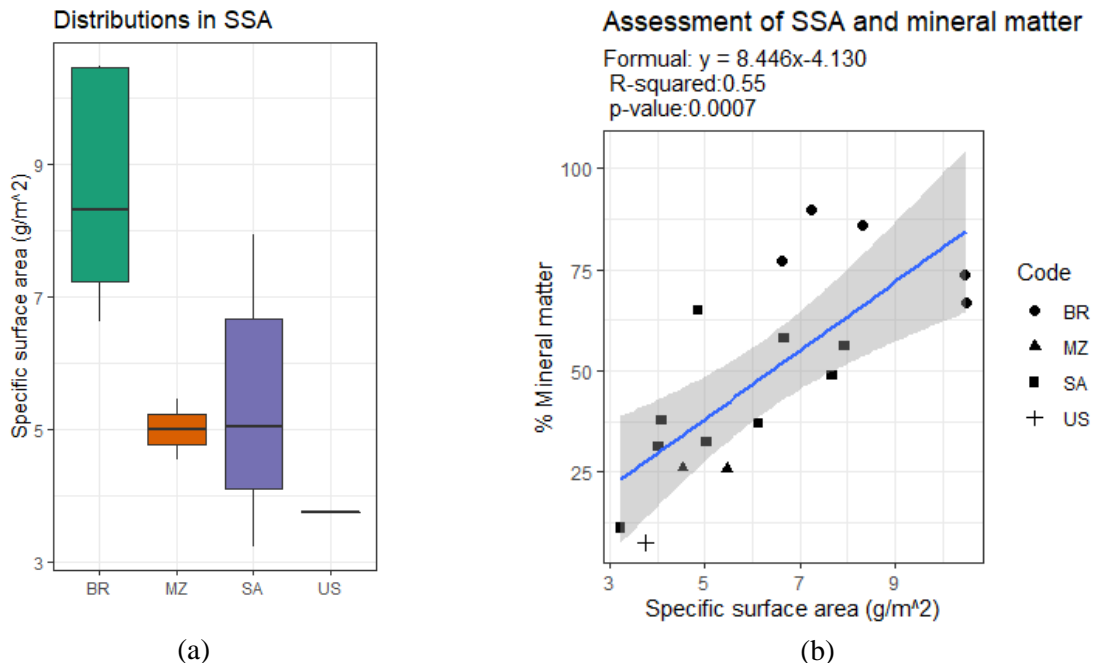 Distributions in SSA
Specific surface area (g/m^2)
9
7
5
3
BR MZ SA US
(a)
Assessment of SSA and mineral matter
Formual: y = 8.446x-4.130
R-squared:0.55
p-value:0.0007
% Mineral matter
100
75
50
25
3 5 7 9
Specific surface area (g/m^2)
Code
BR
MZ
SA
US
(b)